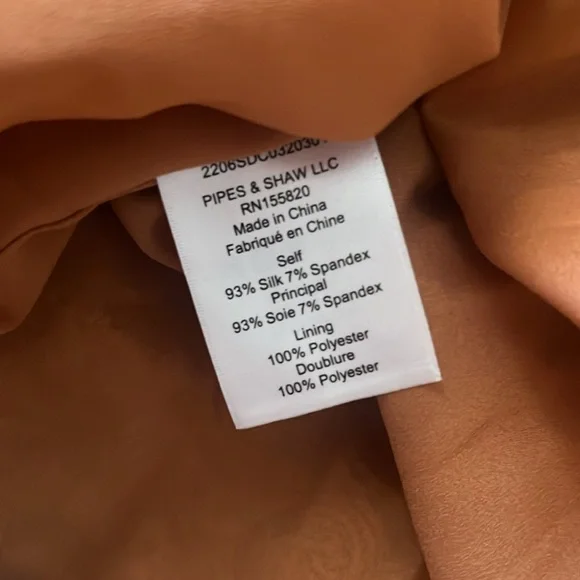 2206SDC0320301
PIPES & SHAW LLC
RN155820
Made in China
Fabriqué en Chine
Self
93% Silk 7% Spandex
Principal
93% Soie 7% Spandex
Lining
100% Polyester
Doublure
100% Polyester